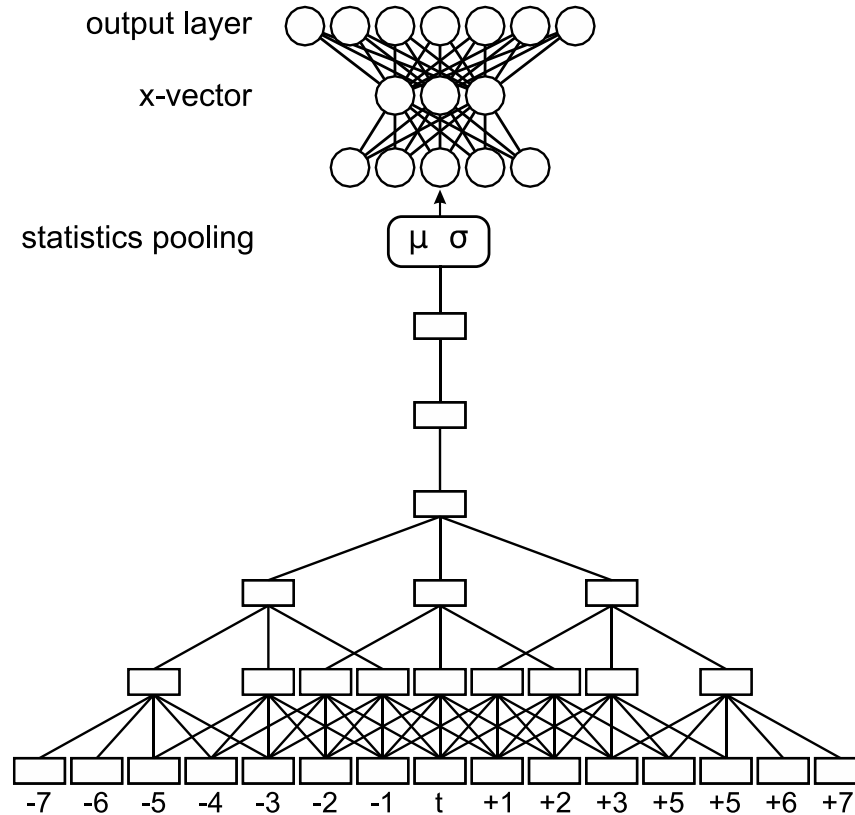 output layer
x-vector
statistics pooling
μ σ
-7 -6 -5 -4 -3 -2 -1 t +1 +2 +3 +5 +5 +6 +7